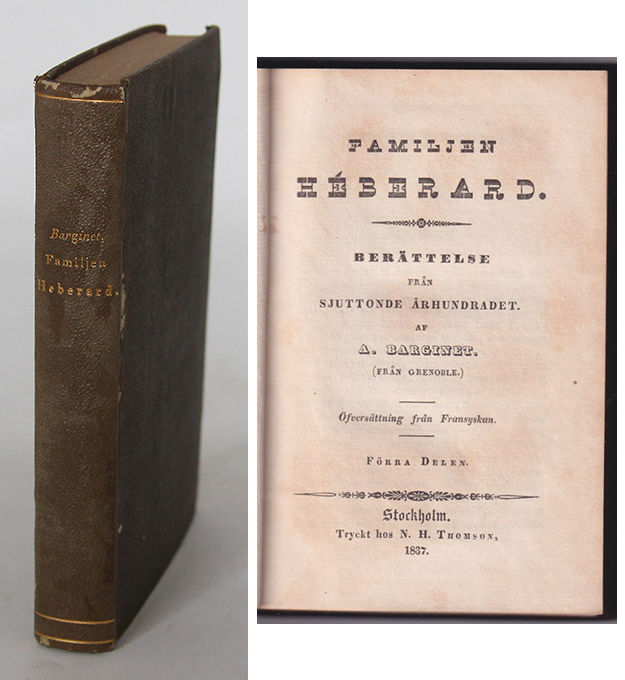 Barginet,
Familjen
Heberard.
FAMILJEN
HÉBERARD.
BERÄTTELSE
FRÅN
SJUTTONDE ÅRHUNDRADET.
AF
A. BARGINET.
(FRÅN GRENOBLE.)
Öfversättning från Fransyskan.
FÖRRA DELEN.
Stockholm.
Tryckt hos N. H. THOMSON,
1837.